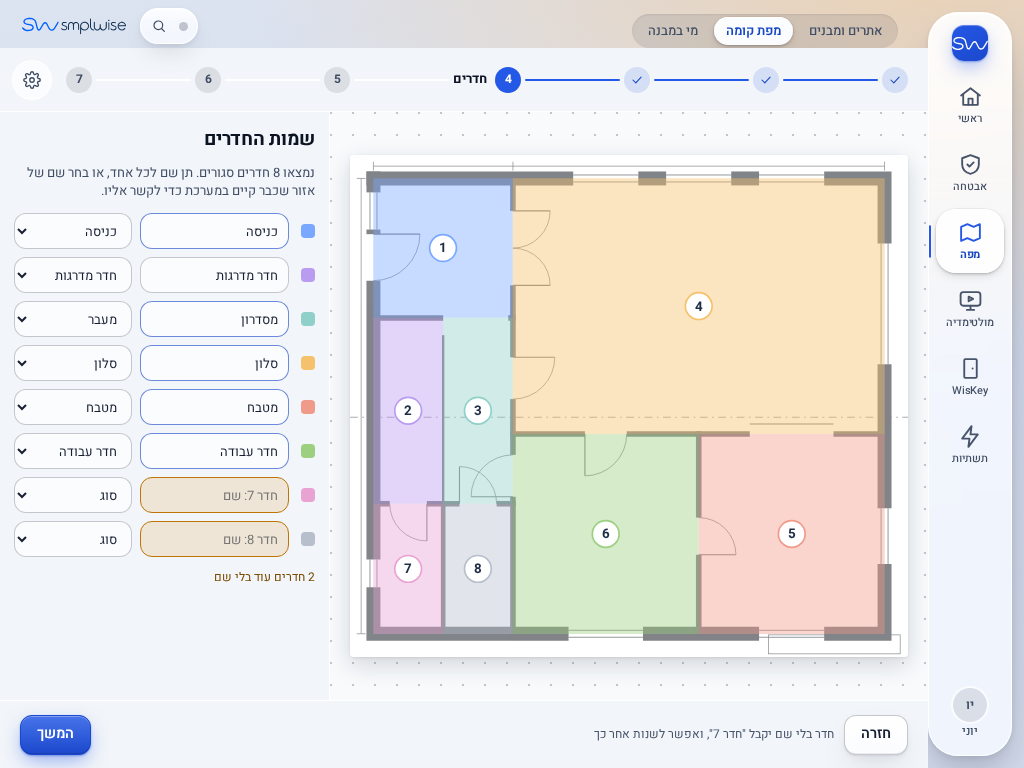 אתרים ומבנים
מפת קומה
מי במבנה
SW smplwise
SW
ראשי
אבטחה
מפה
מולטימדיה
WisKey
תשתיות
יו
יוני
4 חדרים
5
6
7
שמות החדרים
נמצאו 8 חדרים סגורים. תן שם לכל אחד, או בחר שם של
אזור שכבר קיים במערכת כדי לקשר אליו.
כניסה כניסה
חדר מדרגות חדר מדרגות
מסדרון מעבר
סלון סלון
מטבח מטבח
חדר עבודה חדר עבודה
חדר 7: שם סוג
חדר 8: שם סוג
2 חדרים עוד בלי שם
1
4
2
3
6
5
7
8
חזרה
חדר בלי שם יקבל "חדר 7", ואפשר לשנות אחר כך
המשך